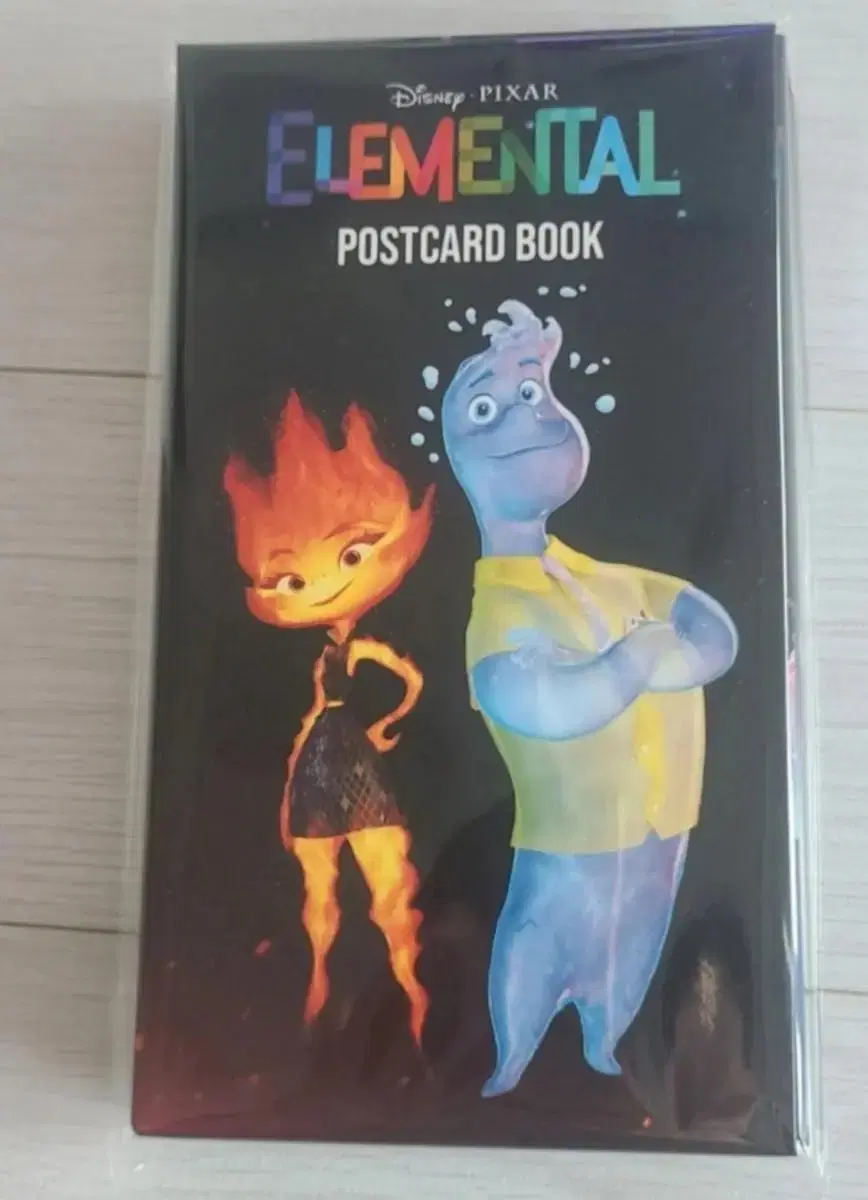 Disney · PIXAR
ELEMENTAL
POSTCARD BOOK